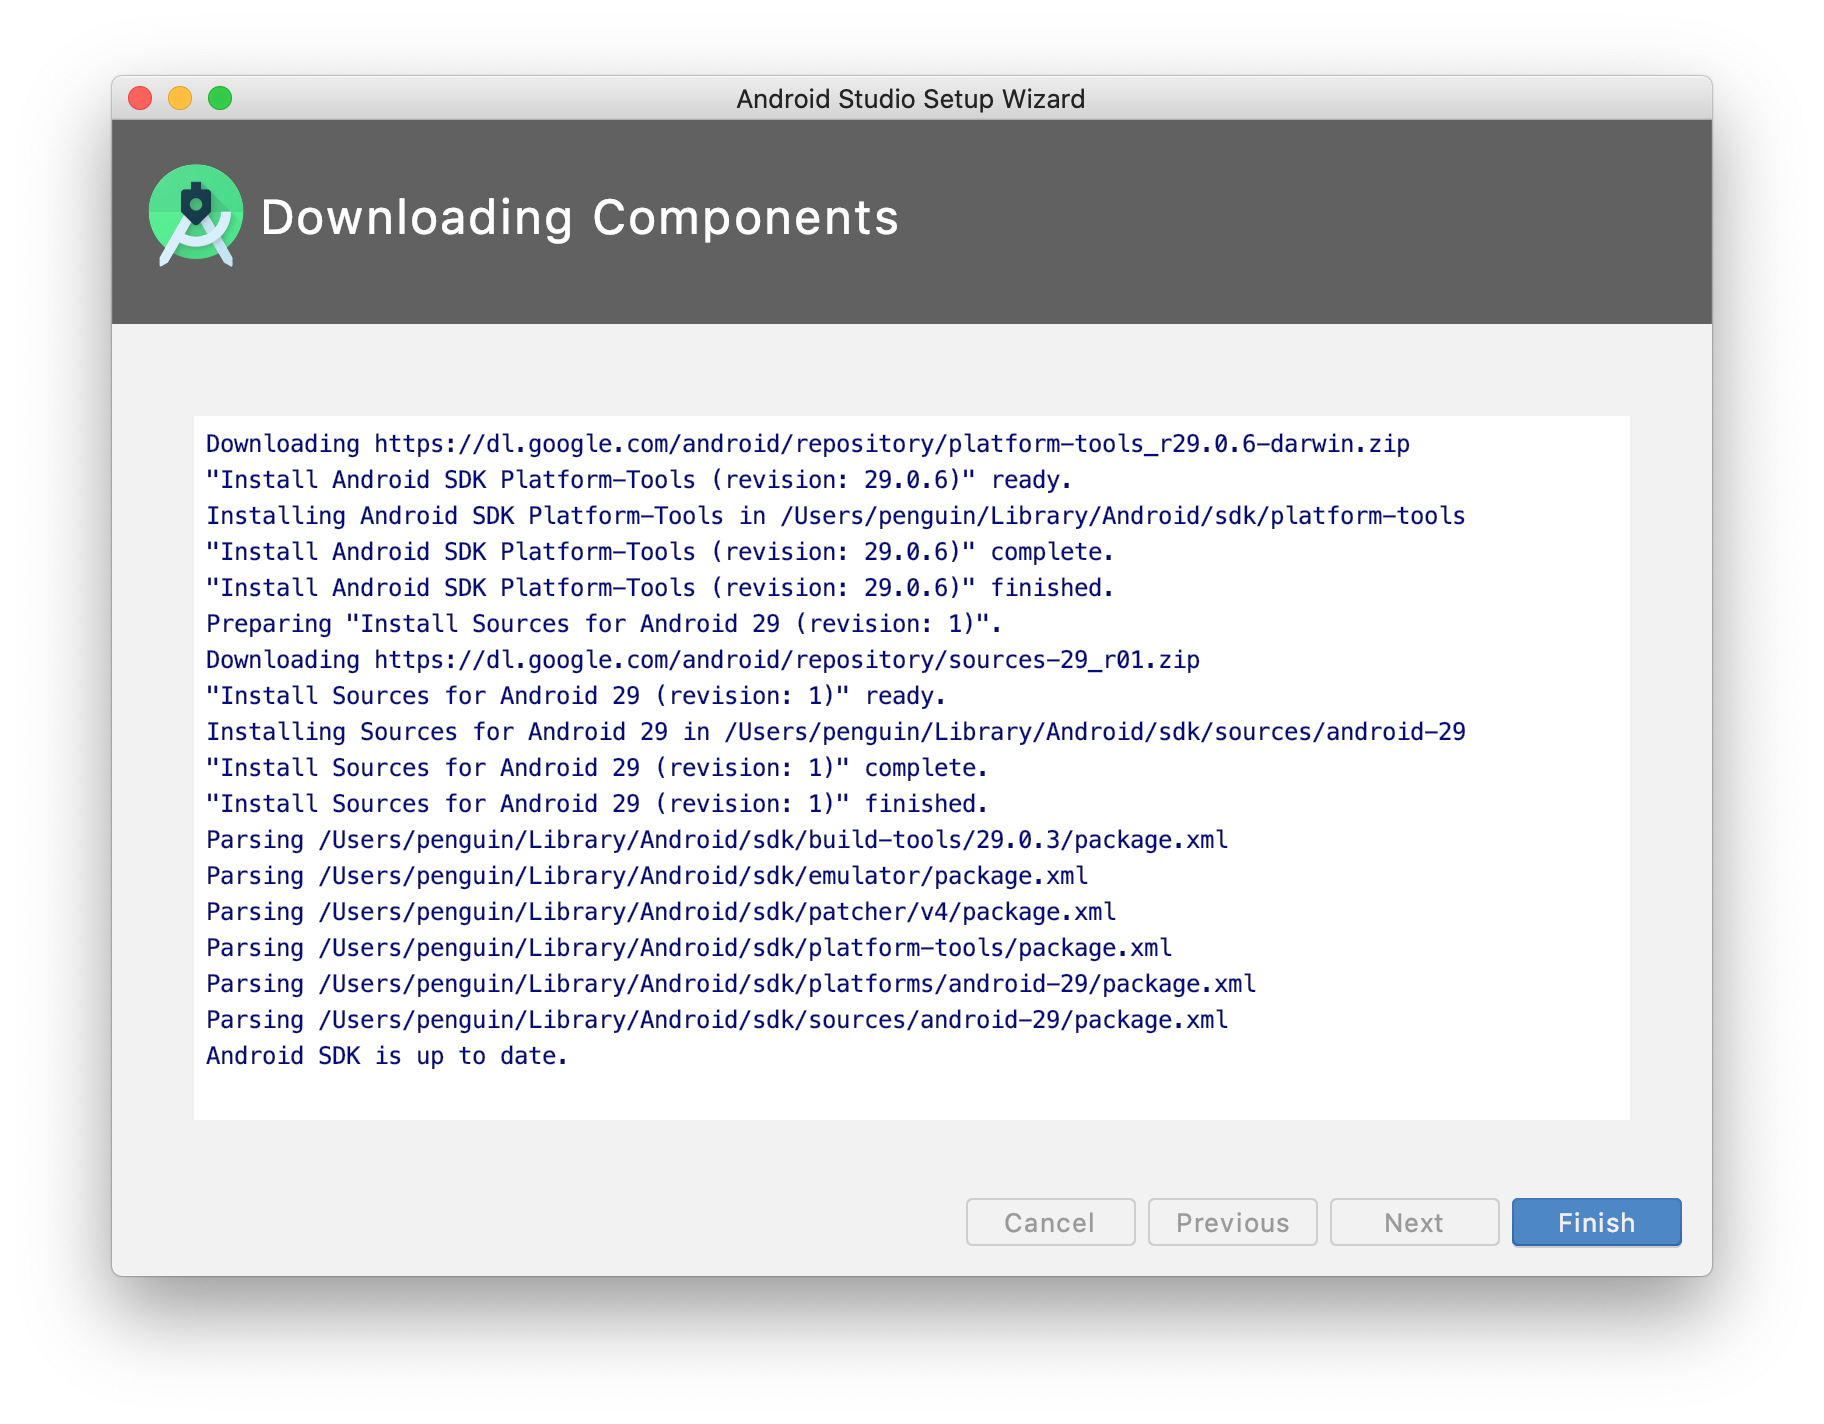 Android Studio Setup Wizard
Downloading Components
Downloading https://dl.google.com/android/repository/platform-tools_r29.0.6-darwin.zip
"Install Android SDK Platform-Tools (revision: 29.0.6)" ready.
Installing Android SDK Platform-Tools in /Users/penguin/Library/Android/sdk/platform-tools
"Install Android SDK Platform-Tools (revision: 29.0.6)" complete.
"Install Android SDK Platform-Tools (revision: 29.0.6)" finished.
Preparing "Install Sources for Android 29 (revision: 1)".
Downloading https://dl.google.com/android/repository/sources-29_r01.zip
"Install Sources for Android 29 (revision: 1)" ready.
Installing Sources for Android 29 in /Users/penguin/Library/Android/sdk/sources/android-29
"Install Sources for Android 29 (revision: 1)" complete.
"Install Sources for Android 29 (revision: 1)" finished.
Parsing /Users/penguin/Library/Android/sdk/build-tools/29.0.3/package.xml
Parsing /Users/penguin/Library/Android/sdk/emulator/package.xml
Parsing /Users/penguin/Library/Android/sdk/patcher/v4/package.xml
Parsing /Users/penguin/Library/Android/sdk/platform-tools/package.xml
Parsing /Users/penguin/Library/Android/sdk/platforms/android-29/package.xml
Parsing /Users/penguin/Library/Android/sdk/sources/android-29/package.xml
Android SDK is up to date.
Cancel Previous Next Finish